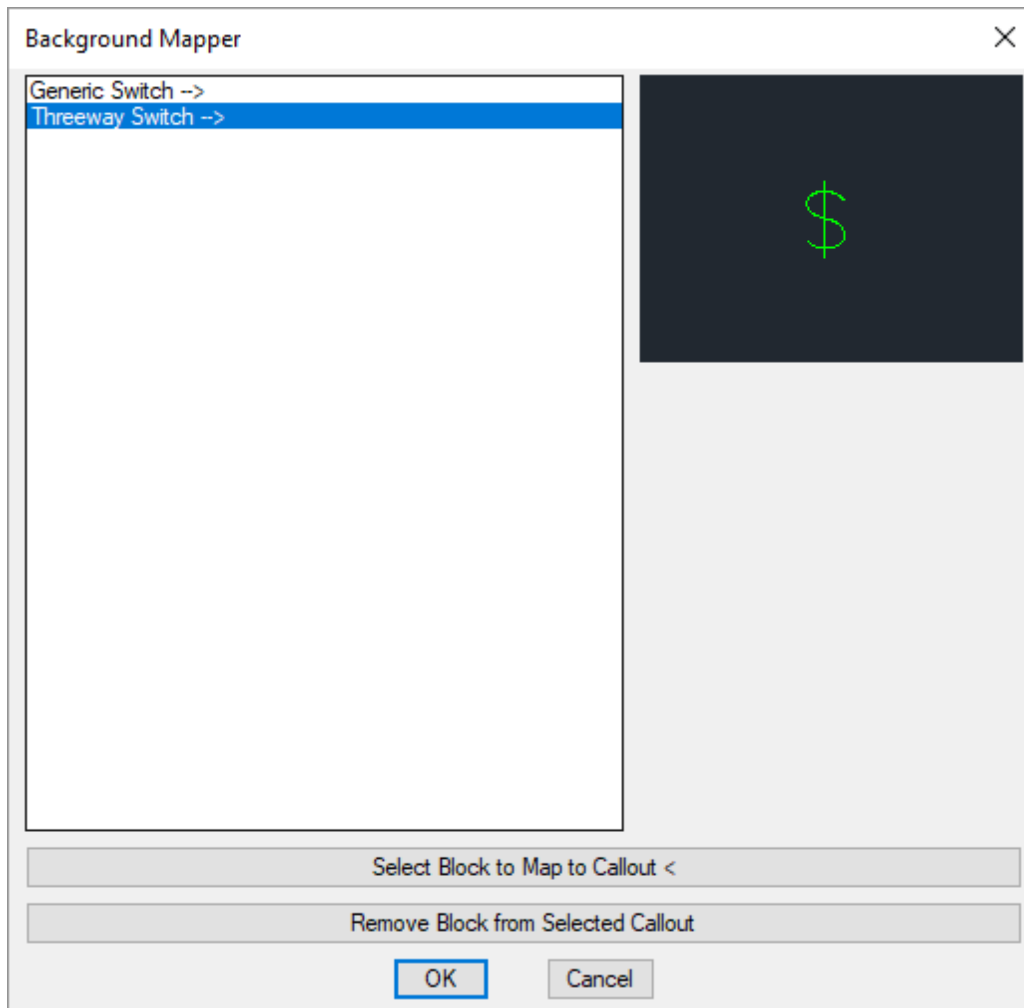 Background Mapper
Generic Switch -->
Threeway Switch -->
$
Select Block to Map to Callout <
Remove Block from Selected Callout
OK
Cancel